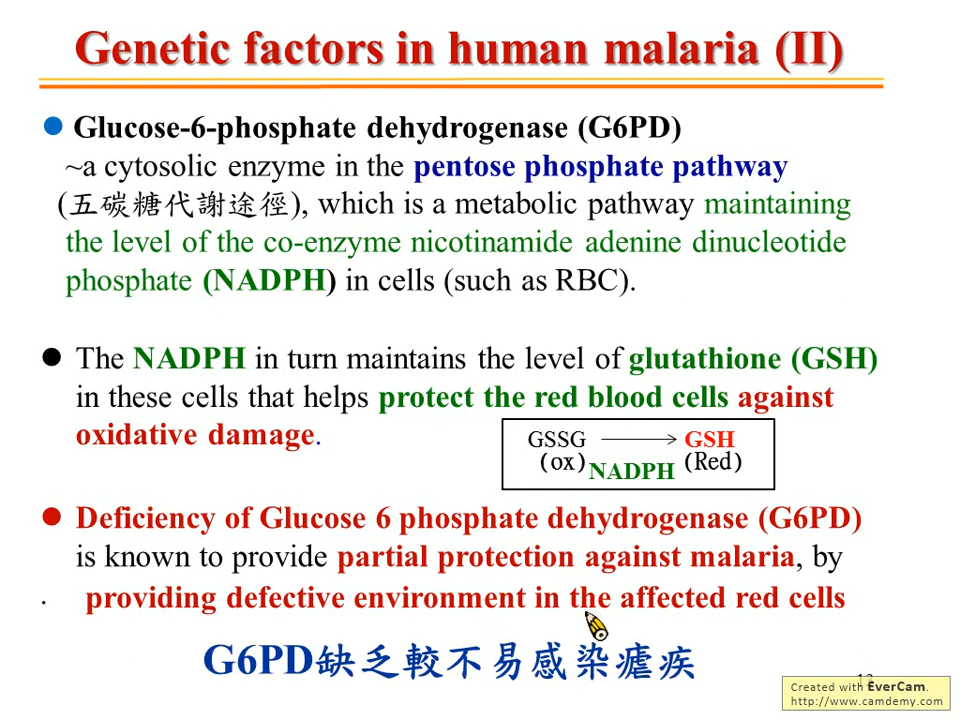 Genetic factors in human malaria (II)
Glucose-6-phosphate dehydrogenase (G6PD)
~a cytosolic enzyme in the pentose phosphate pathway
(五碳糖代謝途徑), which is a metabolic pathway maintaining
the level of the co-enzyme nicotinamide adenine dinucleotide
phosphate (NADPH) in cells (such as RBC).
The NADPH in turn maintains the level of glutathione (GSH)
in these cells that helps protect the red blood cells against
oxidative damage.
GSSG → GSH
(ox) NADPH (Red)
Deficiency of Glucose 6 phosphate dehydrogenase (G6PD)
is known to provide partial protection against malaria, by
providing defective environment in the affected red cells
G6PD缺乏較不易感染瘧疾
Created with EverCam.
http://www.camdemy.com